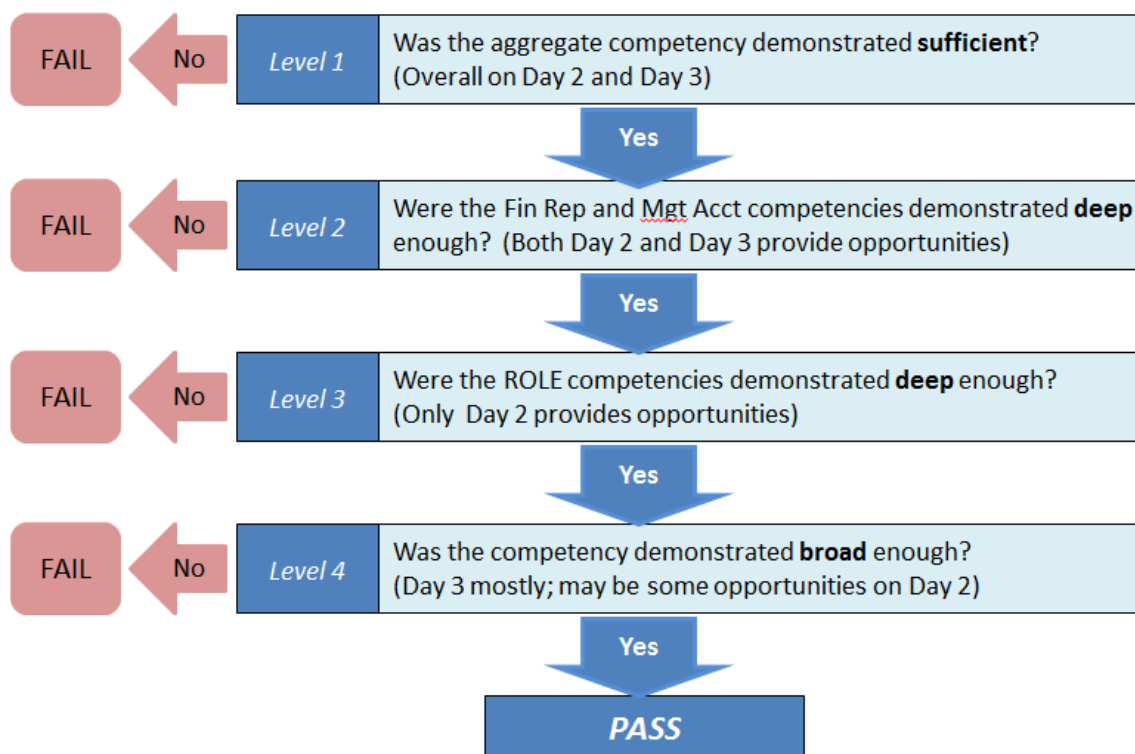 FAIL
No
Level 1
Was the aggregate competency demonstrated sufficient?
(Overall on Day 2 and Day 3)
Yes
FAIL
No
Level 2
Were the Fin Rep and Mgt Acct competencies demonstrated deep
enough? (Both Day 2 and Day 3 provide opportunities)
Yes
FAIL
No
Level 3
Were the ROLE competencies demonstrated deep enough?
(Only Day 2 provides opportunities)
Yes
FAIL
No
Level 4
Was the competency demonstrated broad enough?
(Day 3 mostly; may be some opportunities on Day 2)
Yes
PASS